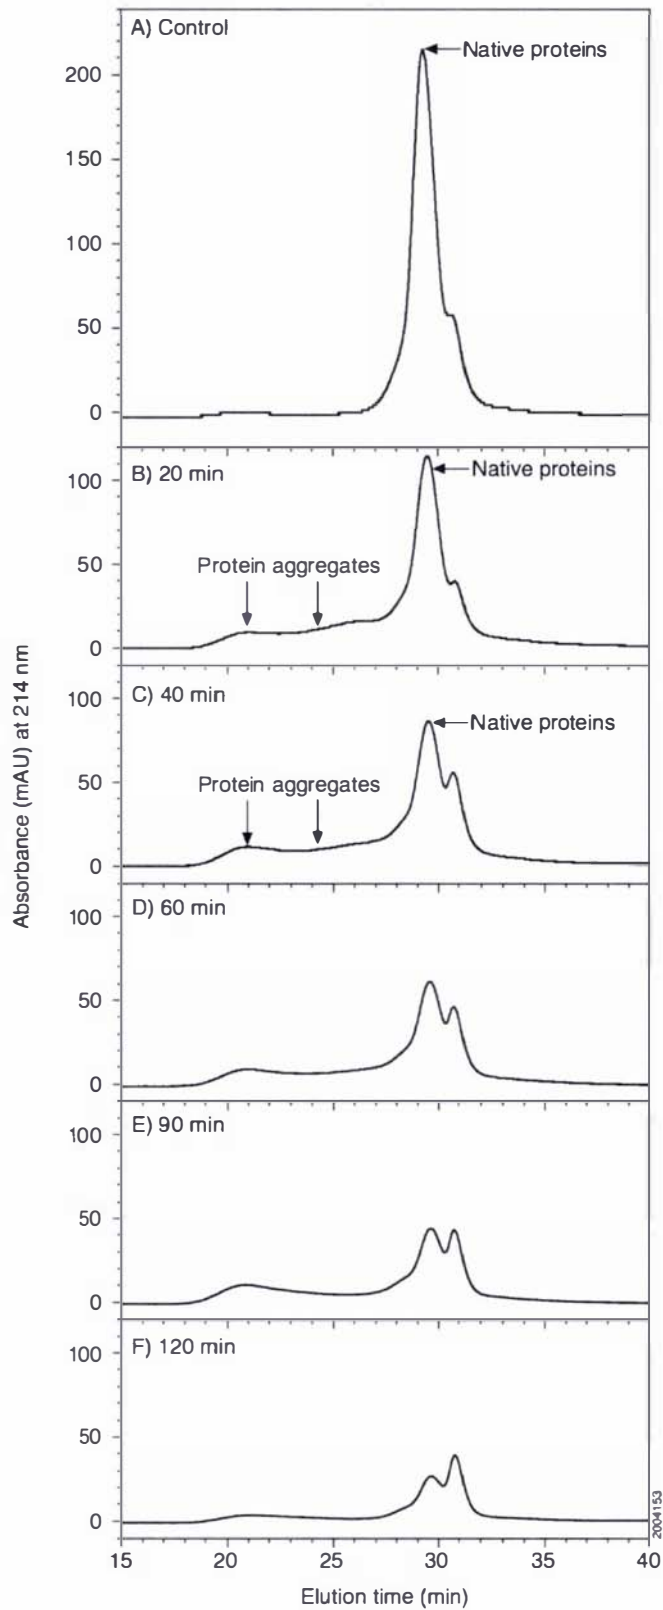 A) Control
Native proteins
200
150
100
50
0
B) 20 min
Native proteins
100
Protein aggregates
50
0
C) 40 min
100
Native proteins
Protein aggregates
50
0
Absorbance (mAU) at 214 nm
D) 60 min
100
50
0
E) 90 min
100
50
0
F) 120 min
100
50
0
2004153
15 20 25 30 35 40
Elution time (min)